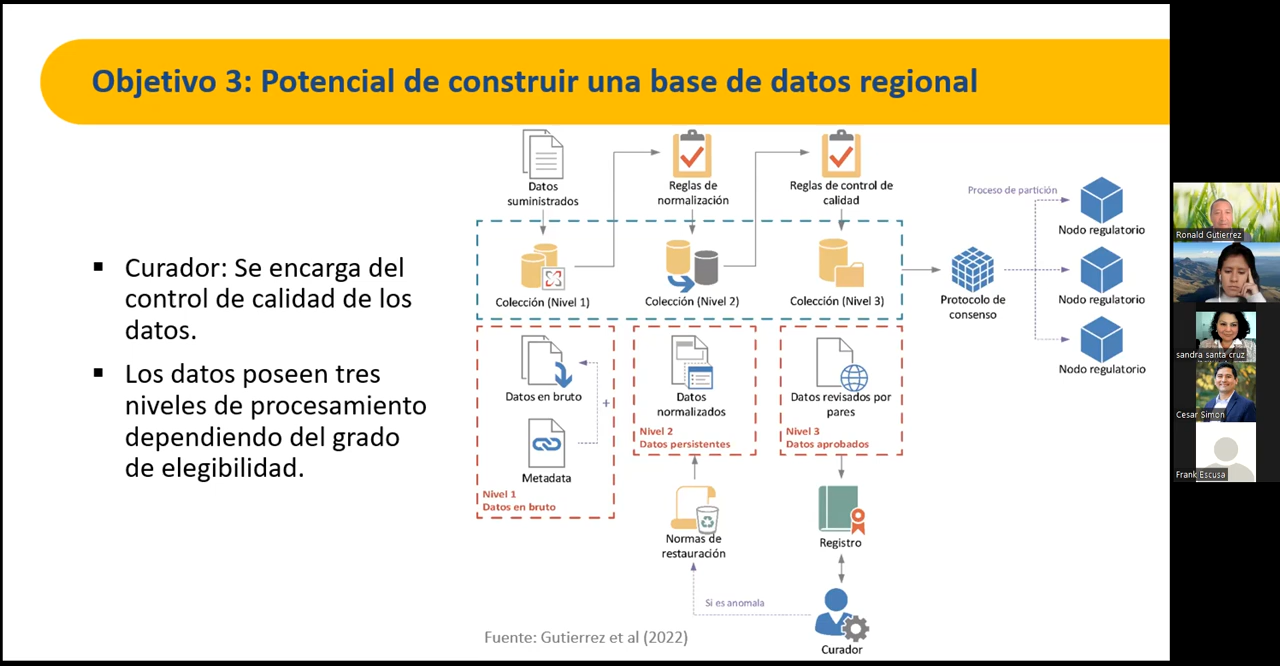 Objetivo 3: Potencial de construir una base de datos regional
▪ Curador: Se encarga del
control de calidad de los
datos.
▪ Los datos poseen tres
niveles de procesamiento
dependiendo del grado
de elegibilidad.
Datos
suministrados
Reglas de
normalización
Reglas de control de
calidad
Colección (Nivel 1)
Colección (Nivel 2)
Colección (Nivel 3)
Protocolo de
consenso
Proceso de partición
Nodo regulatorio
Nodo regulatorio
Nodo regulatorio
Datos en bruto
+
Metadata
Nivel 1
Datos en bruto
Datos
normalizados
Nivel 2
Datos persistentes
Datos revisados por
pares
Nivel 3
Datos aprobados
Normas de
restauración
Registro
Si es anomala
Curador
Fuente: Gutierrez et al (2022)
Ronald Gutierrez
sandra santa cruz
Cesar Simon
Frank Escusa